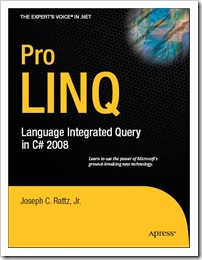 THE EXPERT'S VOICE® IN .NET
Pro
LINQ
Language Integrated Query
in C# 2008
Learn to use the power of Microsoft's
ground-breaking new technology.
Joseph C. Rattz, Jr.
Apress®